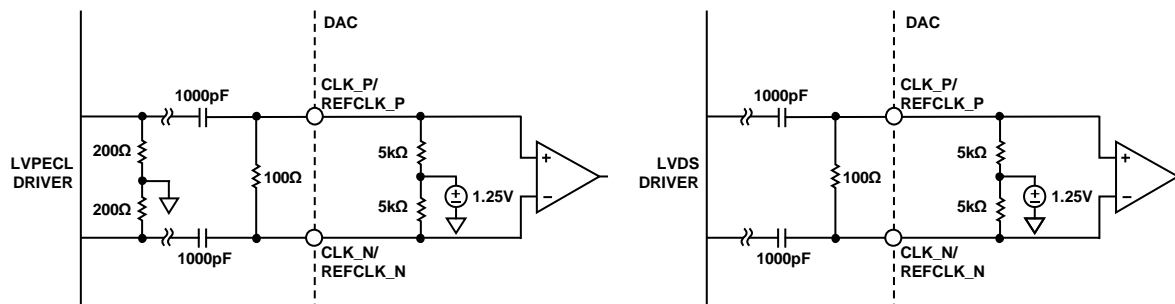 DAC
CLK_P/
REFCLK_P
1000pF
200Ω
200Ω
LVPECL
DRIVER
100Ω
5kΩ
5kΩ
1.25V
+
−
1000pF
CLK_N/
REFCLK_N
DAC
CLK_P/
REFCLK_P
1000pF
LVDS
DRIVER
100Ω
5kΩ
5kΩ
1.25V
+
−
1000pF
CLK_N/
REFCLK_N